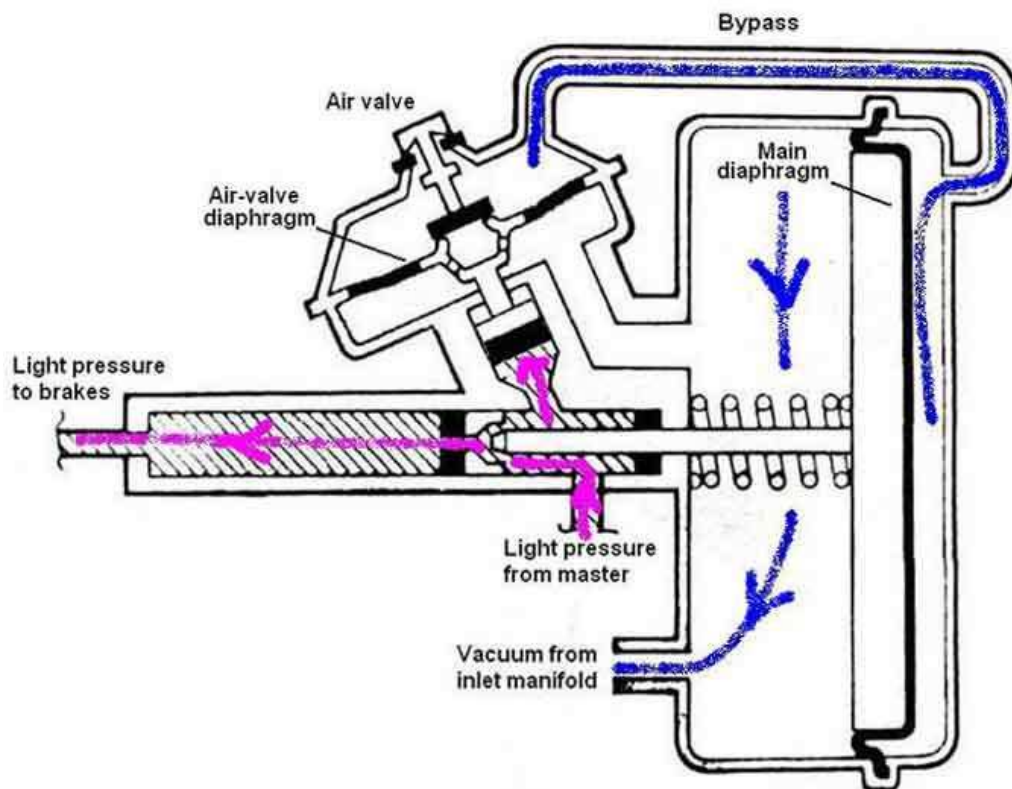 Bypass
Air valve
Main
diaphragm
Air-valve
diaphragm
Light pressure
to brakes
Light pressure
from master
Vacuum from
inlet manifold